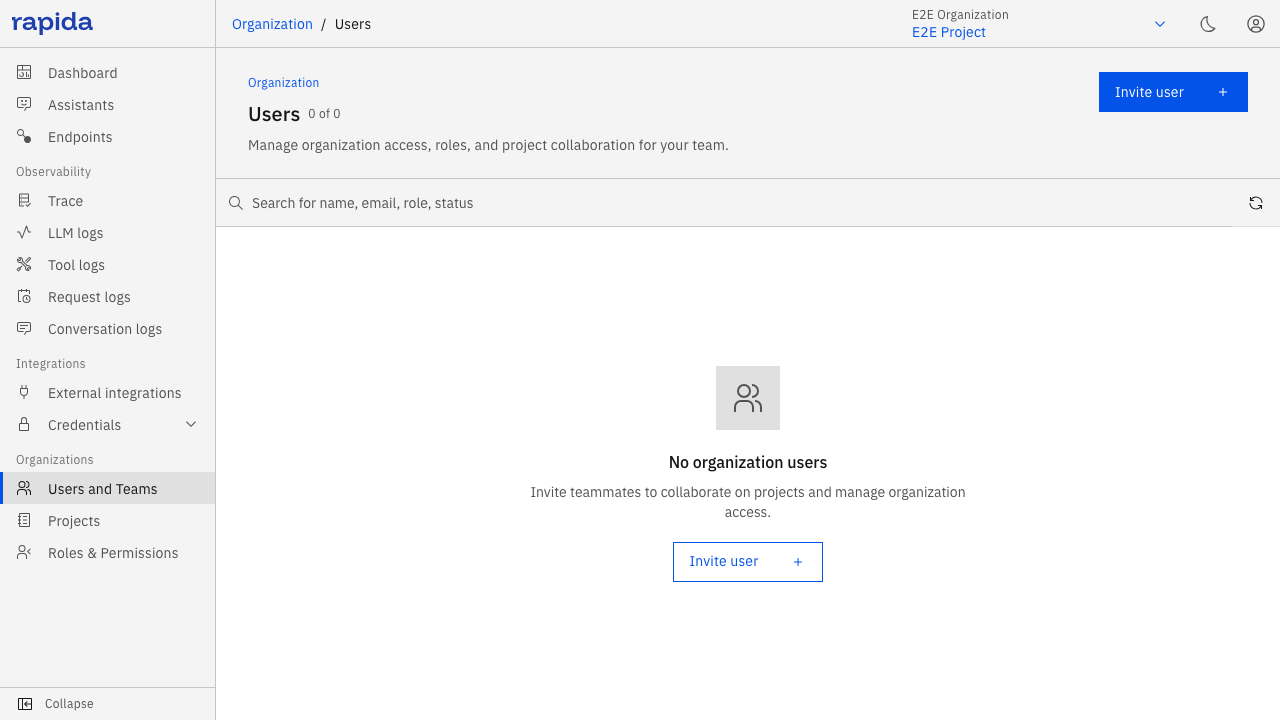 rapida
Organization / Users
E2E Organization
E2E Project
Dashboard
Assistants
Endpoints
Observability
Trace
LLM logs
Tool logs
Request logs
Conversation logs
Integrations
External integrations
Credentials
Organizations
Users and Teams
Projects
Roles & Permissions
Collapse
Organization
Users 0 of 0
Manage organization access, roles, and project collaboration for your team.
Invite user
Search for name, email, role, status
No organization users
Invite teammates to collaborate on projects and manage organization
access.
Invite user